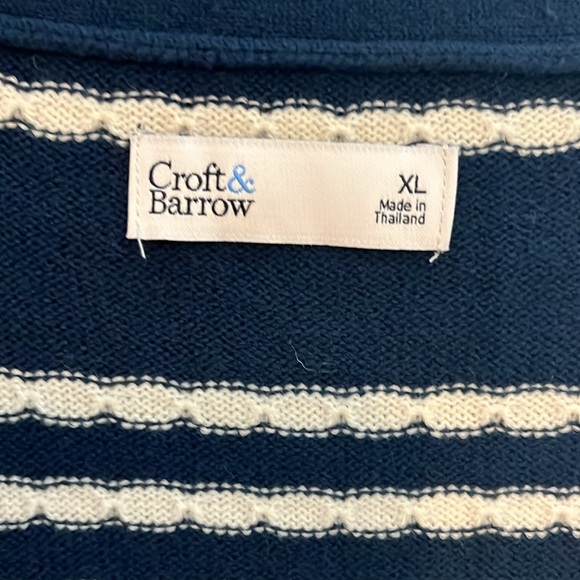 Croft&
Barrow
XL
Made in
Thailand